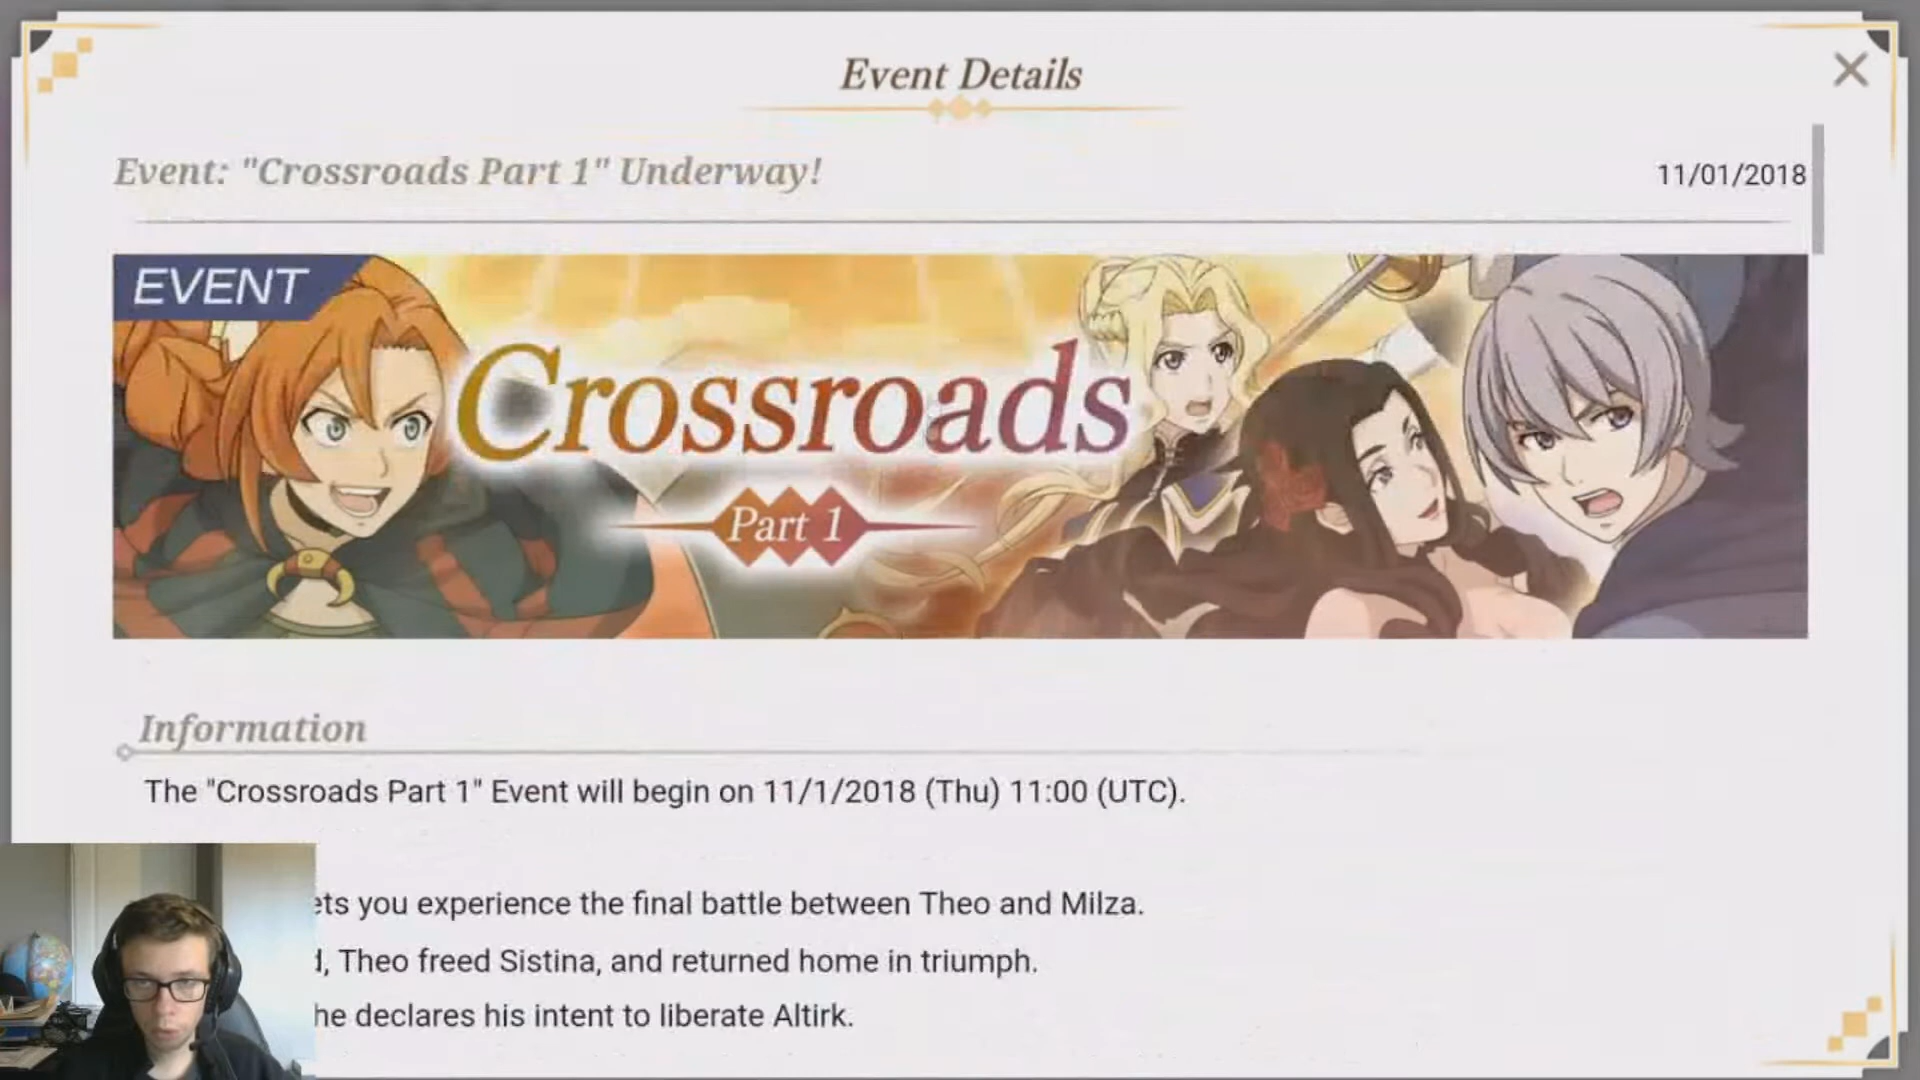 Event Details
Event: "Crossroads Part 1" Underway!
11/01/2018
EVENT
Crossroads
Part 1
Information
The "Crossroads Part 1" Event will begin on 11/1/2018 (Thu) 11:00 (UTC).
you experience the final battle between Theo and Milza.
Theo freed Sistina, and returned home in triumph.
he declares his intent to liberate Altirk.